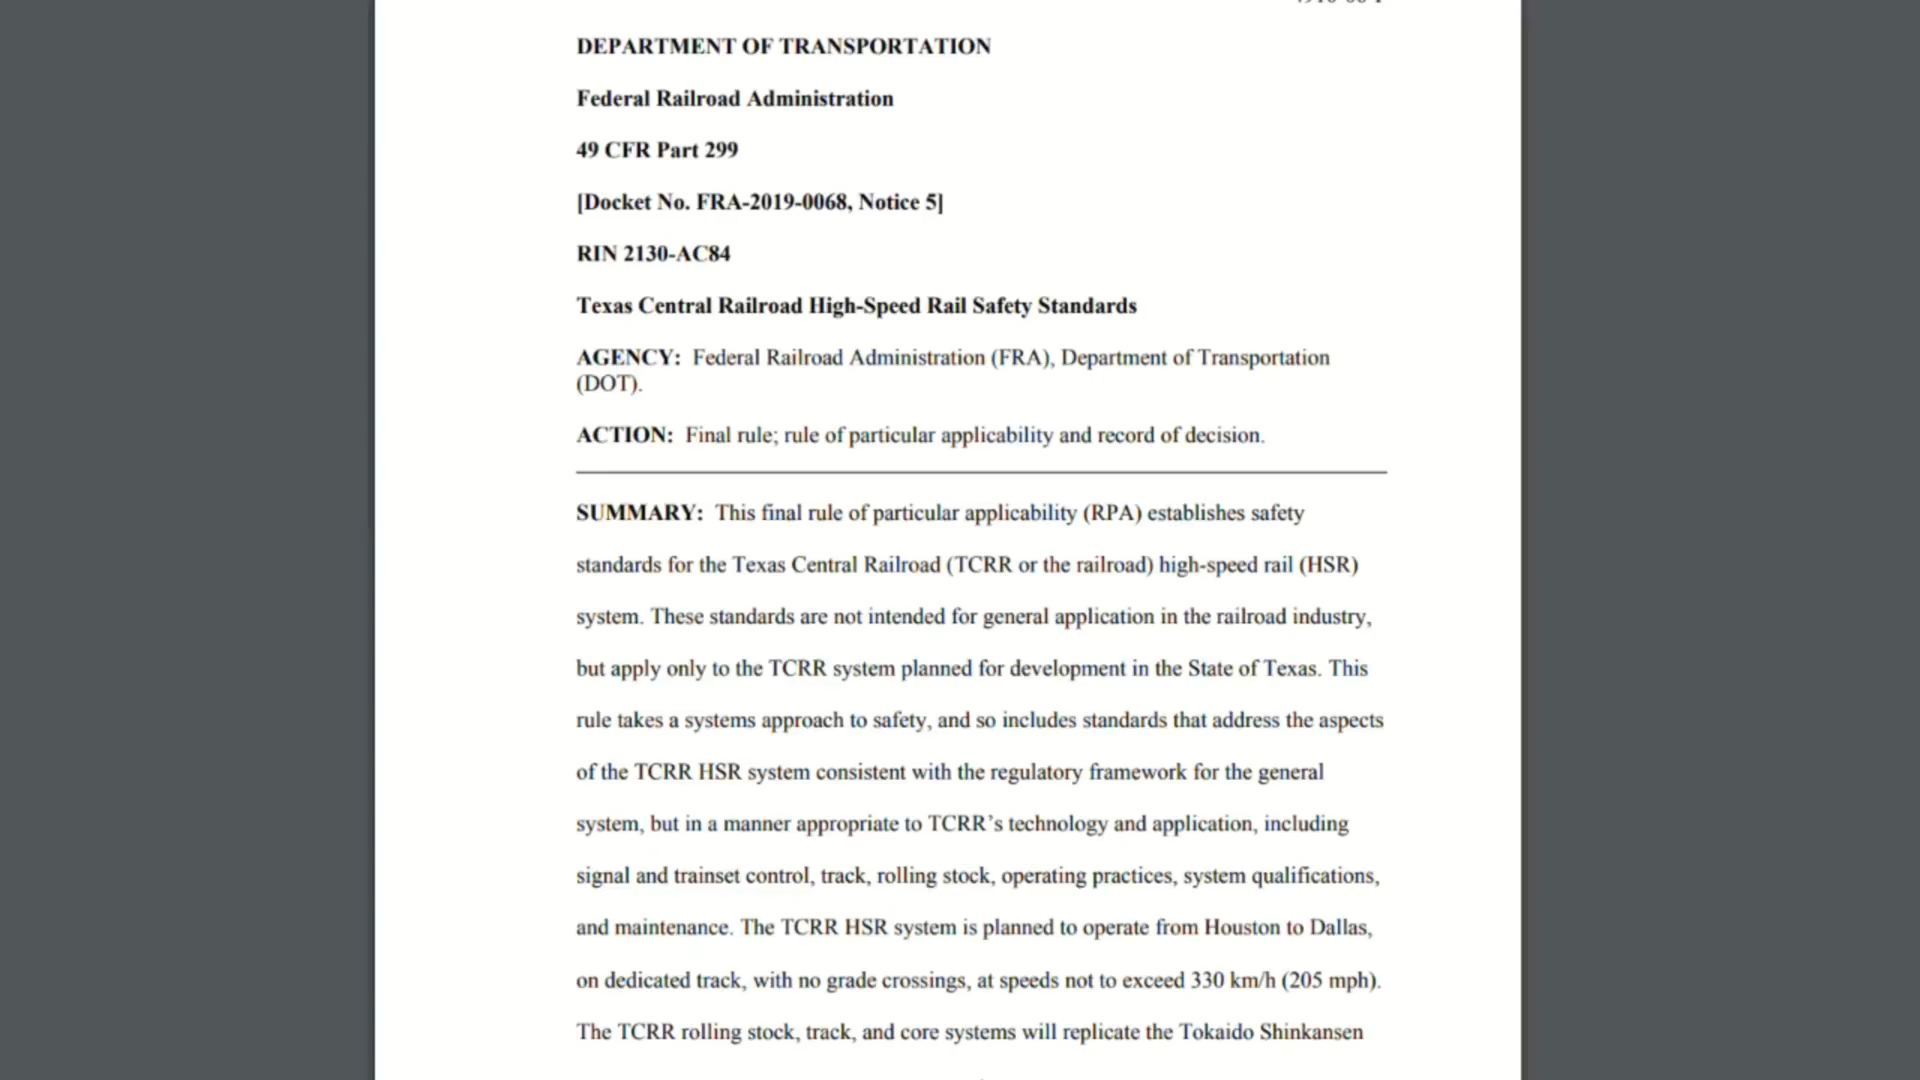 DEPARTMENT OF TRANSPORTATION
Federal Railroad Administration
49 CFR Part 299
[Docket No. FRA-2019-0068, Notice 5]
RIN 2130-AC84
Texas Central Railroad High-Speed Rail Safety Standards
AGENCY: Federal Railroad Administration (FRA), Department of Transportation
(DOT).
ACTION: Final rule; rule of particular applicability and record of decision.
SUMMARY: This final rule of particular applicability (RPA) establishes safety
standards for the Texas Central Railroad (TCRR or the railroad) high-speed rail (HSR)
system. These standards are not intended for general application in the railroad industry,
but apply only to the TCRR system planned for development in the State of Texas. This
rule takes a systems approach to safety, and so includes standards that address the aspects
of the TCRR HSR system consistent with the regulatory framework for the general
system, but in a manner appropriate to TCRR’s technology and application, including
signal and trainset control, track, rolling stock, operating practices, system qualifications,
and maintenance. The TCRR HSR system is planned to operate from Houston to Dallas,
on dedicated track, with no grade crossings, at speeds not to exceed 330 km/h (205 mph).
The TCRR rolling stock, track, and core systems will replicate the Tokaido Shinkansen